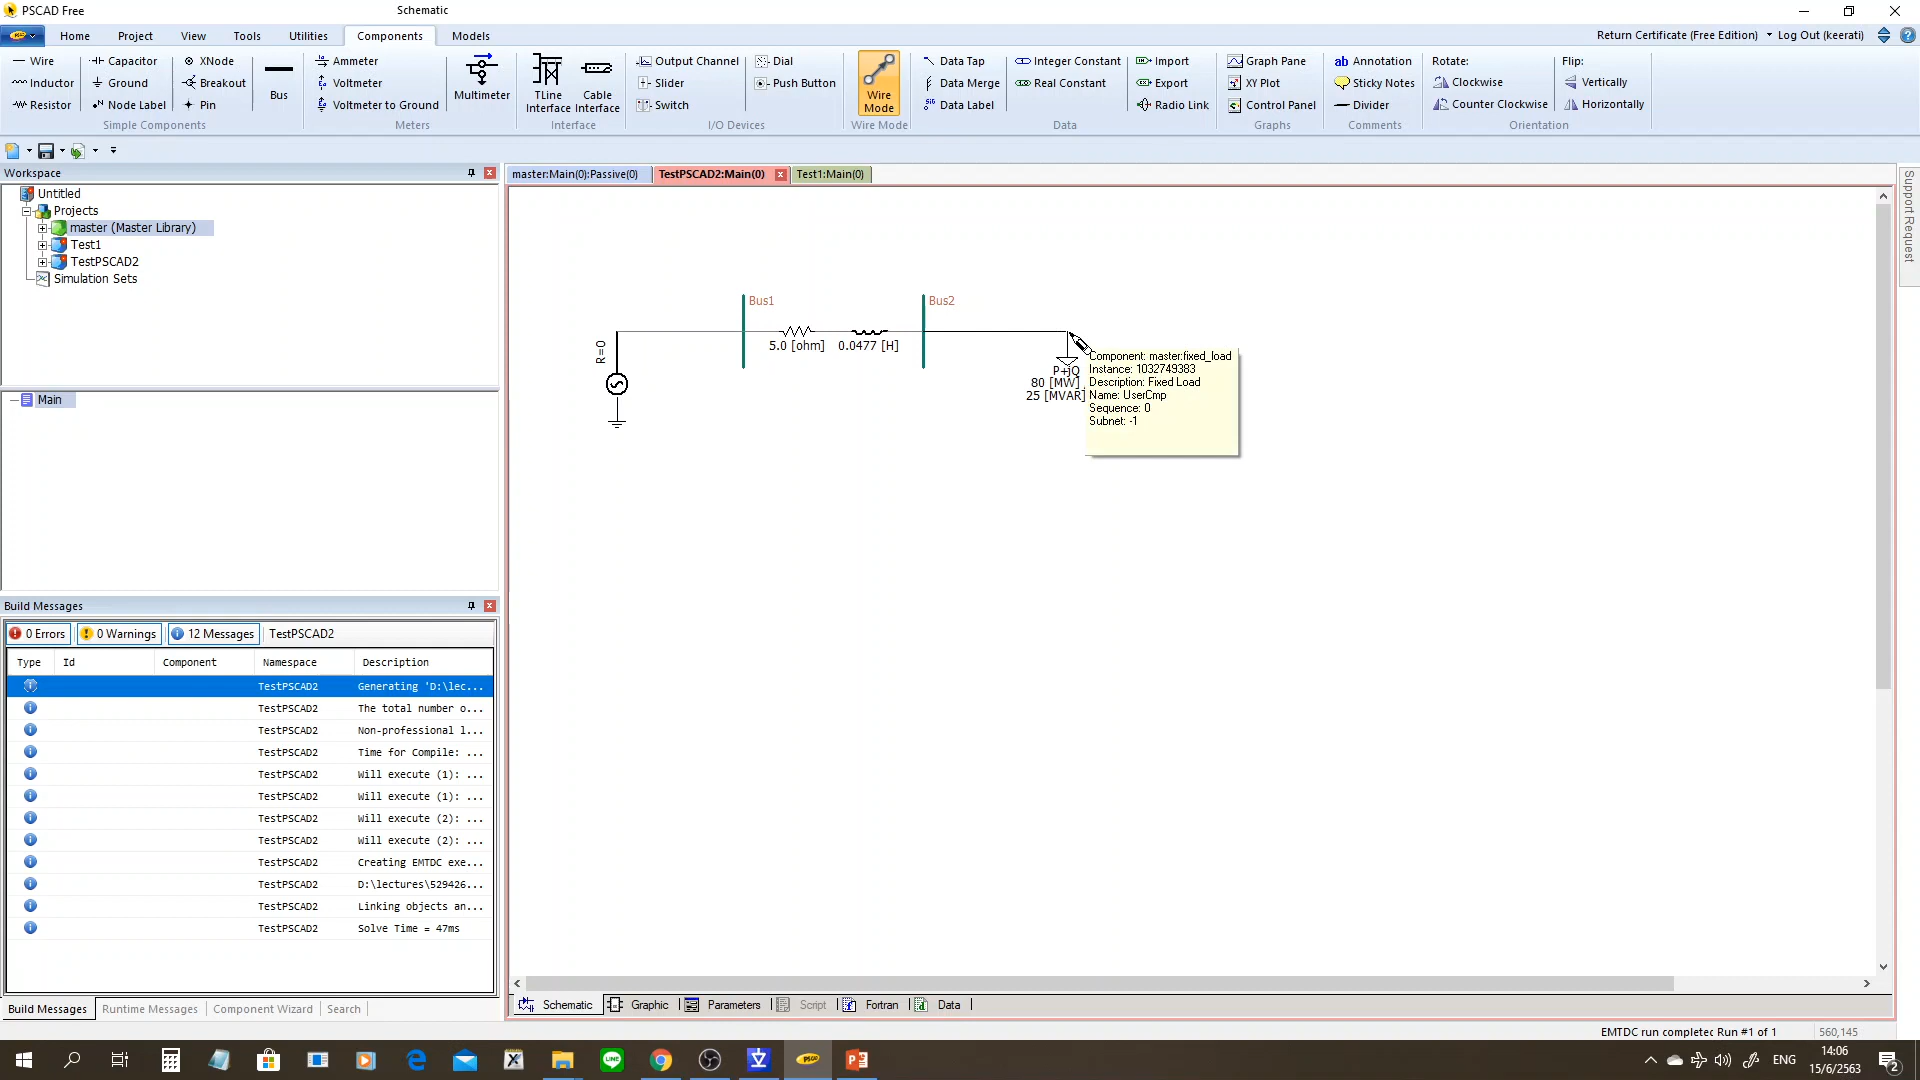 PSCAD Free
Schematic
Home Project View Tools Utilities Components Models
Return Certificate (Free Edition) Log Out (keerati)
Wire Capacitor XNode Ammeter Output Channel Dial Data Tap Integer Constant Import Graph Pane Annotation Rotate: Flip:
Inductor Ground Breakout Bus Voltmeter Multimeter TLine Interface Cable Interface Slider Push Button Wire Mode Data Merge Real Constant Export XY Plot Sticky Notes Clockwise Vertically
Resistor Node Label Pin Voltmeter to Ground Switch Data Label Radio Link Control Panel Divider Counter Clockwise Horizontally
Simple Components Meters Interface I/O Devices Wire Mode Data Graphs Comments Orientation
Workspace
Untitled
Projects
master (Master Library)
Test1
TestPSCAD2
Simulation Sets
Main
master:Main(0):Passive(0) TestPSCAD2:Main(0) Test1:Main(0)
Support Request
Bus1
Bus2
R=0
5.0 [ohm]
0.0477 [H]
P+jQ
80 [MW]
25 [MVAR]
Component: master:fixed_load
Instance: 1032749383
Description: Fixed Load
Name: UserCmp
Sequence: 0
Subnet: -1
Build Messages
0 Errors 0 Warnings 12 Messages TestPSCAD2
Type Id Component Namespace Description
TestPSCAD2 Generating 'D:\lec...
TestPSCAD2 The total number o...
TestPSCAD2 Non-professional l...
TestPSCAD2 Time for Compile: ...
TestPSCAD2 Will execute (1): ...
TestPSCAD2 Will execute (1): ...
TestPSCAD2 Will execute (2): ...
TestPSCAD2 Will execute (2): ...
TestPSCAD2 Creating EMTDC exe...
TestPSCAD2 D:\lectures\529426...
TestPSCAD2 Linking objects an...
TestPSCAD2 Solve Time = 47ms
Build Messages Runtime Messages Component Wizard Search
Schematic Graphic Parameters Script Fortran Data
EMTDC run completec Run #1 of 1 560,145
ENG
14:06
15/6/2563
2